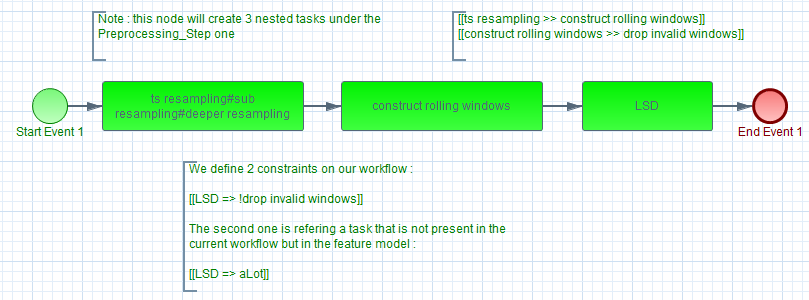 Note : this node will create 3 nested tasks under the
Preprocessing_Step one
[[ts resampling >> construct rolling windows]]
[[construct rolling windows >> drop invalid windows]]
Start Event 1
ts resampling#sub
resampling#deeper resampling
construct rolling windows
LSD
End Event 1
We define 2 constraints on our workflow :
[[LSD => !drop invalid windows]]
The second one is refering a task that is not present in the
current workflow but in the feature model :
[[LSD => aLot]]